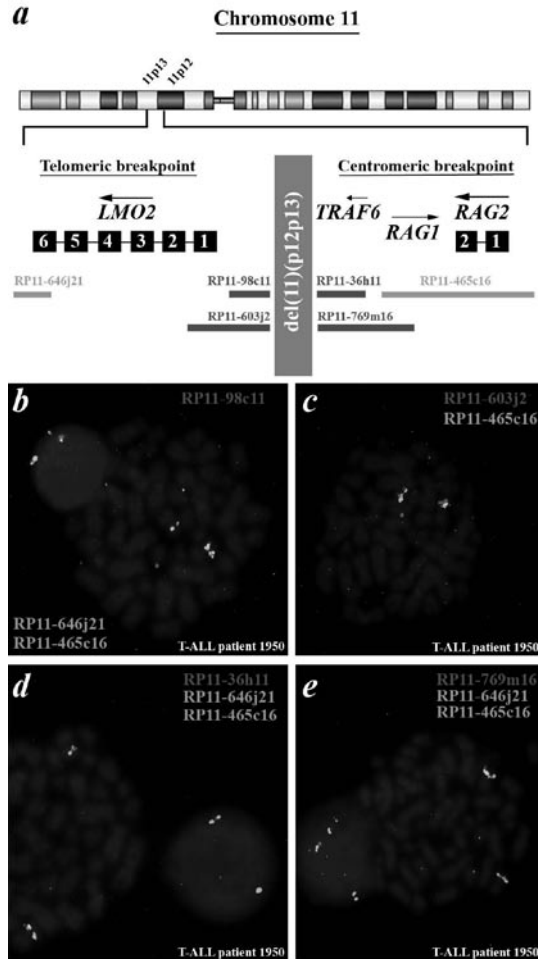 a
Chromosome 11
11p13
11p12
Telomeric breakpoint
Centromeric breakpoint
LMO2
TRAF6
RAG1
RAG2
6 5 4 3 2 1
2 1
RP11-646j21
RP11-98c11
RP11-36h11
RP11-465c16
RP11-603j2
RP11-769m16
del(11)(p12p13)
b
RP11-98c11
RP11-646j21
RP11-465c16
T-ALL patient 1950
c
RP11-603j2
RP11-465c16
T-ALL patient 1950
d
RP11-36h11
RP11-646j21
RP11-465c16
T-ALL patient 1950
e
RP11-769m16
RP11-646j21
RP11-465c16
T-ALL patient 1950